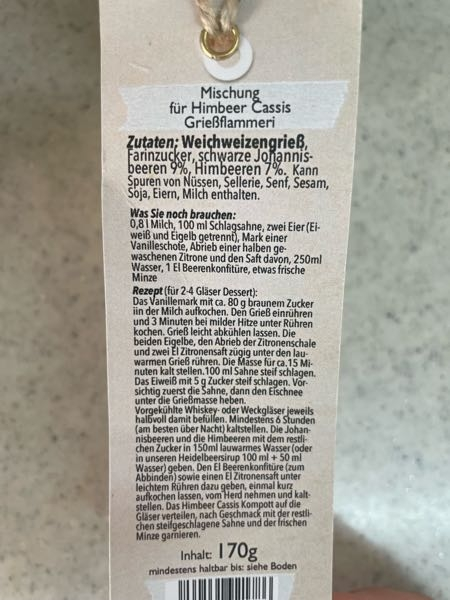 Mischung
für Himbeer Cassis
Grießflammeri
Zutaten: Weichweizengrieß,
Farinzucker, schwarze Johannis-
beeren 9%, Himbeeren 7%. Kann
Spuren von Nüssen, Sellerie, Senf, Sesam,
Soja, Eiern, Milch enthalten.
Was Sie noch brauchen:
0,8 l Milch, 100 ml Schlagsahne, zwei Eier (Ei-
weiß und Eigelb getrennt), Mark einer
Vanilleschote, Abrieb einer halben ge-
waschenen Zitrone und den Saft davon, 250ml
Wasser, 1 El Beerenkonfitüre, etwas frische
Minze
Rezept (für 2-4 Gläser Dessert):
Das Vanillemark mit ca. 80 g braunem Zucker
iin der Milch aufkochen. Den Grieß einrühren
und 3 Minuten bei milder Hitze unter Rühren
kochen. Grieß leicht abkühlen lassen. Die
beiden Eigelbe, den Abrieb der Zitronenschale
und zwei El Zitronensaft zügig unter den lau-
warmen Grieß rühren. Die Masse für ca.15 Mi-
nuten kalt stellen.100 ml Sahne steif schlagen.
Das Eiweiß mit 5 g Zucker steif schlagen. Vor-
sichtig zuerst die Sahne, dann den Eischnee
unter die Grießmasse heben.
Vorgekühlte Whiskey- oder Weckgläser jeweils
halbvoll damit befüllen. Mindestens 6 Stunden
(am besten über Nacht) kaltstellen. Die Johan-
nisbeeren und die Himbeeren mit dem restli-
chen Zucker in 150ml lauwarmes Wasser (oder
in unseren Heidelbeersirup 100 ml + 50 ml
Wasser) geben. Den El Beerenkonfitüre (zum
Abbinden) sowie einen El Zitronensaft unter
leichtem Rühren dazu geben, einmal kurz
aufkochen lassen, vom Herd nehmen und kalt-
stellen. Das Himbeer Cassis Kompott auf die
Gläser verteilen, nach Geschmack mit der restli-
chen steifgeschlagene Sahne und der frischen
Minze garnieren.
Inhalt: 170g
mindestens haltbar bis: siehe Boden